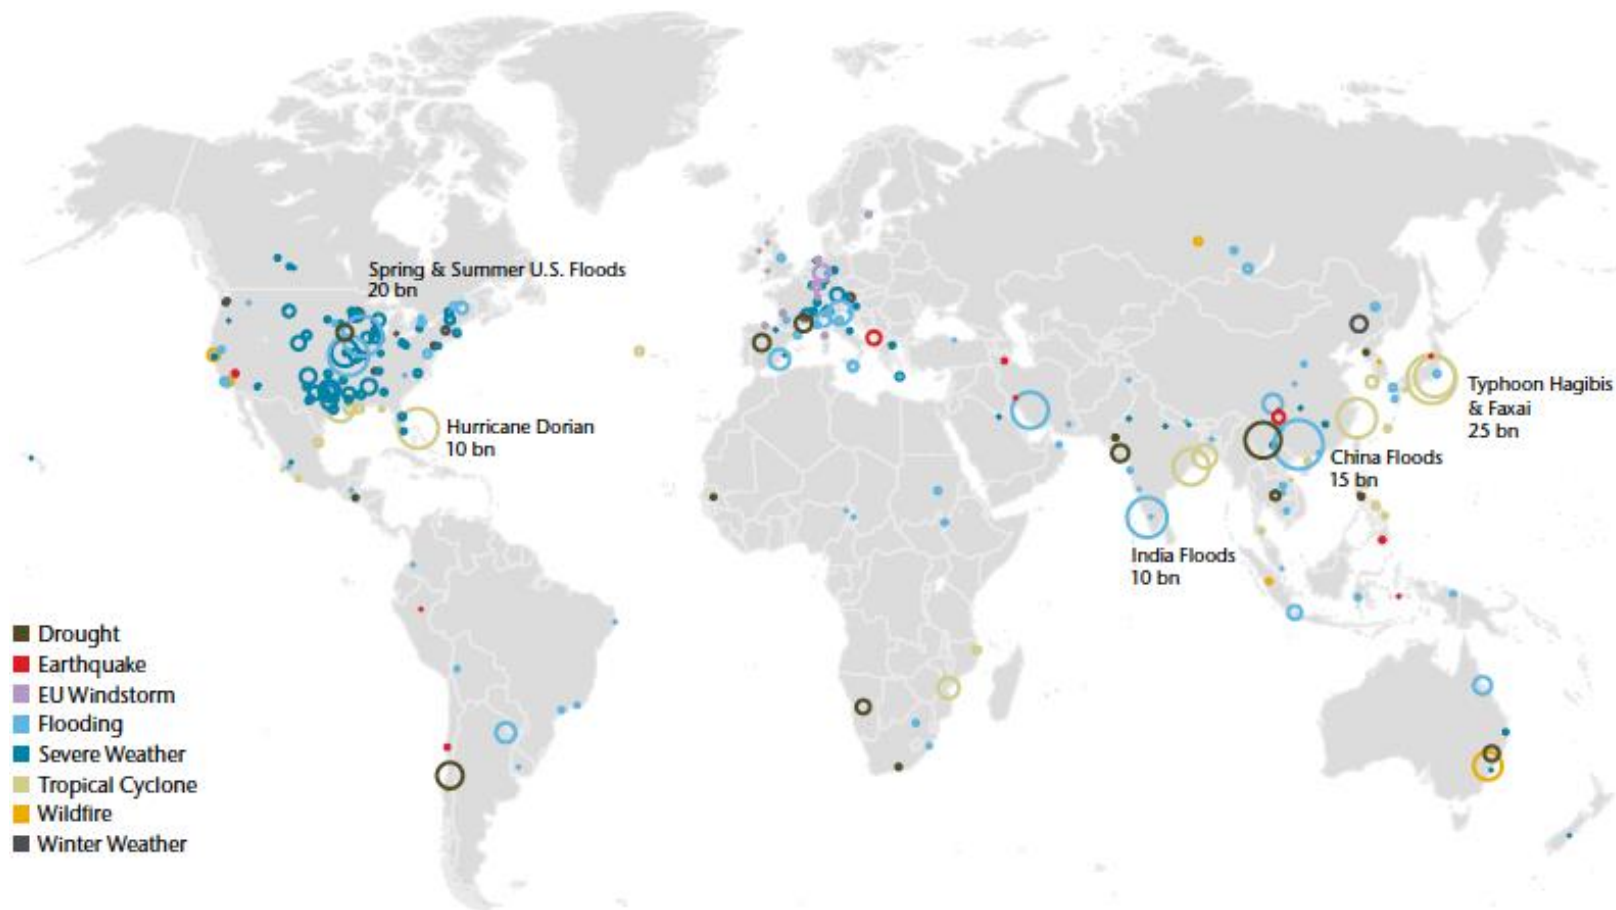 Spring & Summer U.S. Floods
20 bn
Hurricane Dorian
10 bn
Typhoon Hagibis
& Faxai
25 bn
China Floods
15 bn
India Floods
10 bn
Drought
Earthquake
EU Windstorm
Flooding
Severe Weather
Tropical Cyclone
Wildfire
Winter Weather